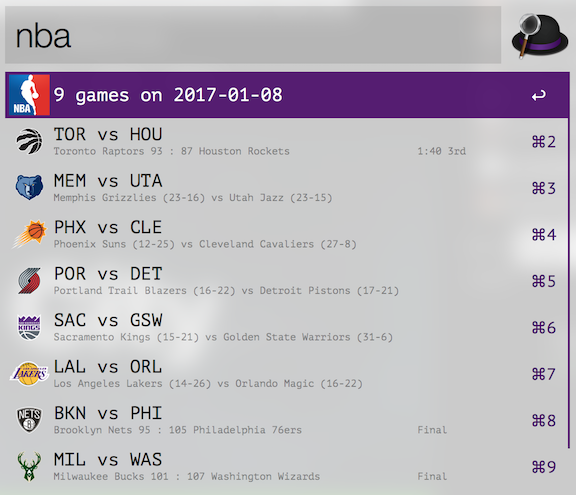 nba
NBA
9 games on 2017-01-08 ↩
TOR vs HOU ⌘2
Toronto Raptors 93 : 87 Houston Rockets 1:40 3rd
MEM vs UTA ⌘3
Memphis Grizzlies (23-16) vs Utah Jazz (23-15)
PHX vs CLE ⌘4
Phoenix Suns (12-25) vs Cleveland Cavaliers (27-8)
POR vs DET ⌘5
Portland Trail Blazers (16-22) vs Detroit Pistons (17-21)
KINGS
SAC vs GSW ⌘6
Sacramento Kings (15-21) vs Golden State Warriors (31-6)
LAKERS
LAL vs ORL ⌘7
Los Angeles Lakers (14-26) vs Orlando Magic (16-22)
NETS
B
BKN vs PHI ⌘8
Brooklyn Nets 95 : 105 Philadelphia 76ers Final
MIL vs WAS ⌘9
Milwaukee Bucks 101 : 107 Washington Wizards Final